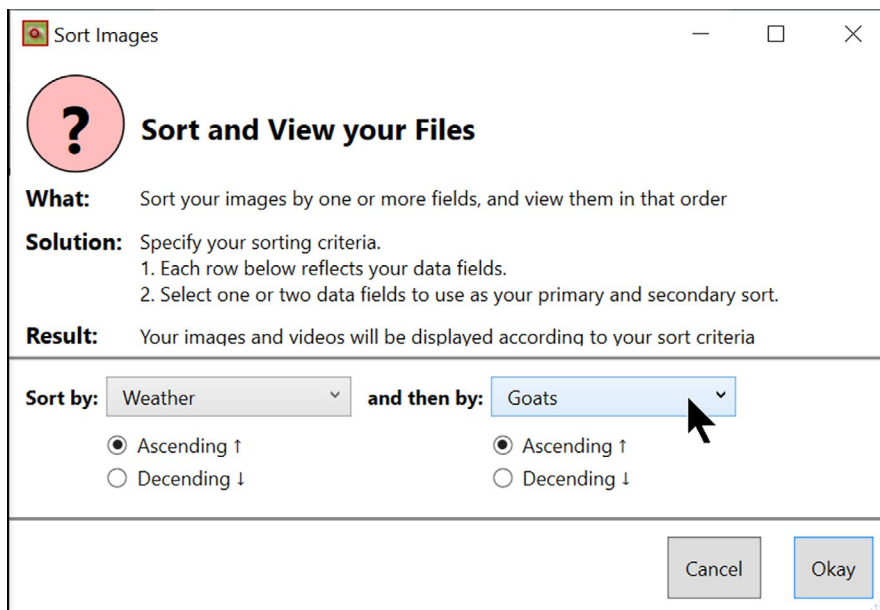 Sort Images
?
Sort and View your Files
What: Sort your images by one or more fields, and view them in that order
Solution: Specify your sorting criteria.
1. Each row below reflects your data fields.
2. Select one or two data fields to use as your primary and secondary sort.
Result: Your images and videos will be displayed according to your sort criteria
Sort by: Weather and then by: Goats
Ascending ↑ Ascending ↑
Decending ↓ Decending ↓
Cancel Okay